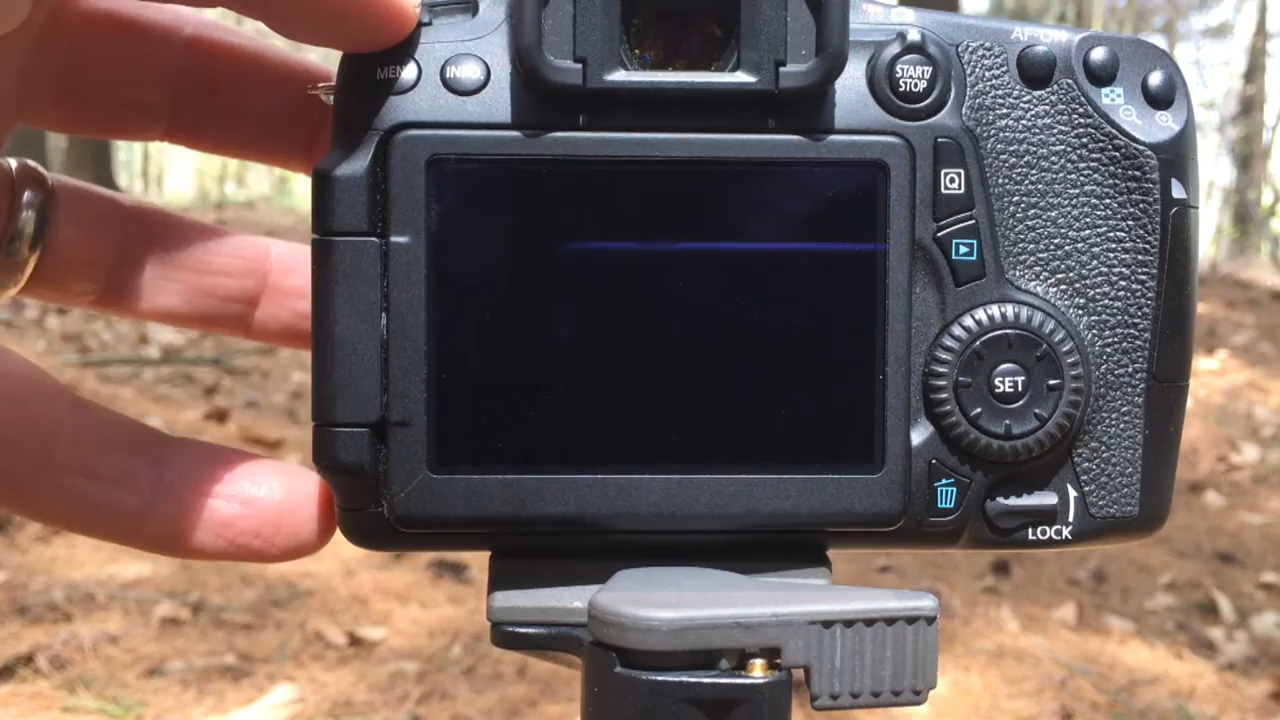 MENU
INFO.
START/
STOP
AF-ON
Q
SET
LOCK